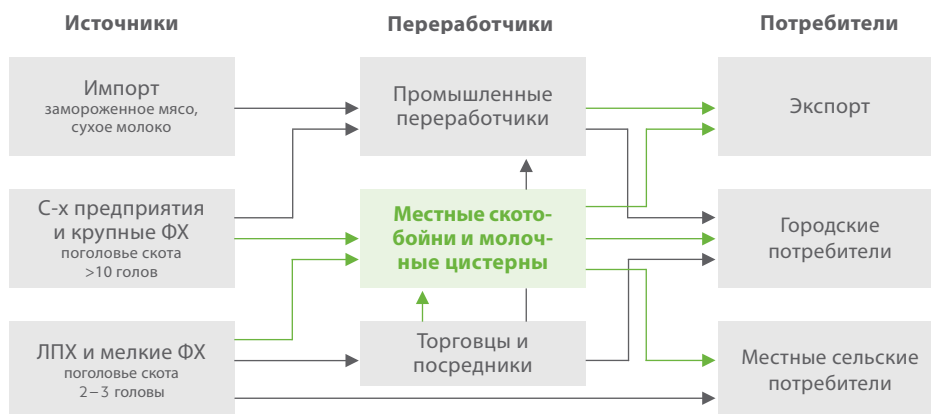 Источники
Переработчики
Потребители
Импорт
замороженное мясо,
сухое молоко
Промышленные
переработчики
Экспорт
С-х предприятия
и крупные ФХ
поголовье скота
>10 голов
Местные ското-
бойни и молоч-
ные цистерны
Городские
потребители
ЛПХ и мелкие ФХ
поголовье скота
2–3 головы
Торговцы и
посредники
Местные сельские
потребители